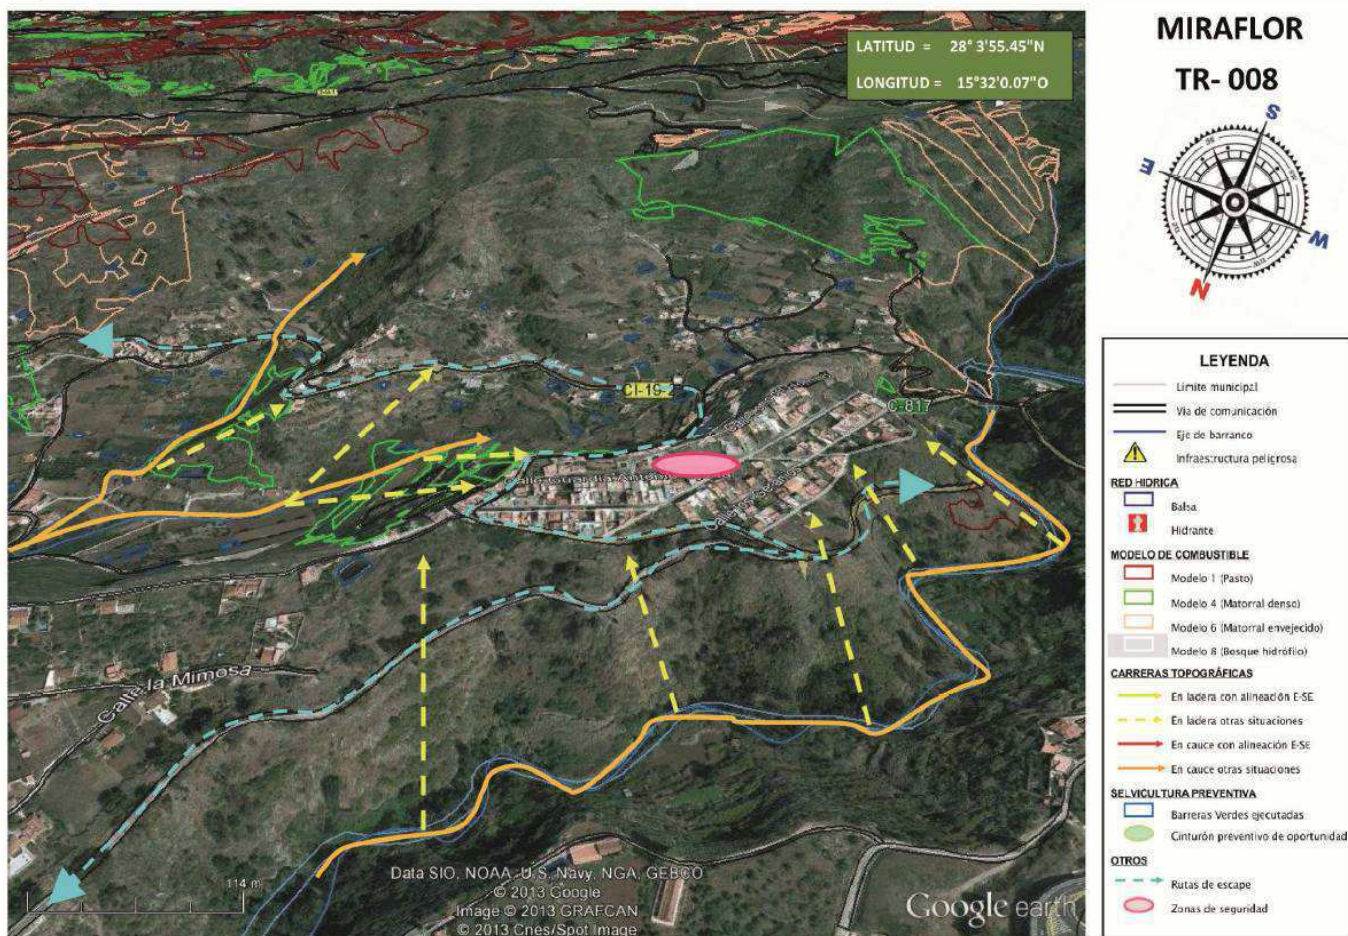 LATITUD = 28° 3'55.45"N
LONGITUD = 15°32'0.07"O
MIRAFLOR
TR- 008
S
E
W
N
CI-19-2
C-817
Calle la Mimosa
114 m
Data SIO, NOAA, U.S. Navy, NGA, GEBCO
© 2013 Google
Image © 2013 GRAFCAN
© 2013 Cnes/Spot Image
Google earth
LEYENDA
Limite municipal
Via de comunicación
Eje de barranco
Infraestructura peligrosa
RED HIDRICA
Balsa
Hidrante
MODELO DE COMBUSTIBLE
Modelo 1 (Pasto)
Modelo 4 (Matorral denso)
Modelo 6 (Matorral envejecido)
Modelo 8 (Bosque hidrófilo)
CARRERAS TOPOGRÁFICAS
En ladera con alineación E-SE
En ladera otras situaciones
En cauce con alineación E-SE
En cauce otras situaciones
SELVICULTURA PREVENTIVA
Barreras Verdes ejecutadas
Cinturón preventivo de oportunidad
OTROS
Rutas de escape
Zonas de seguridad